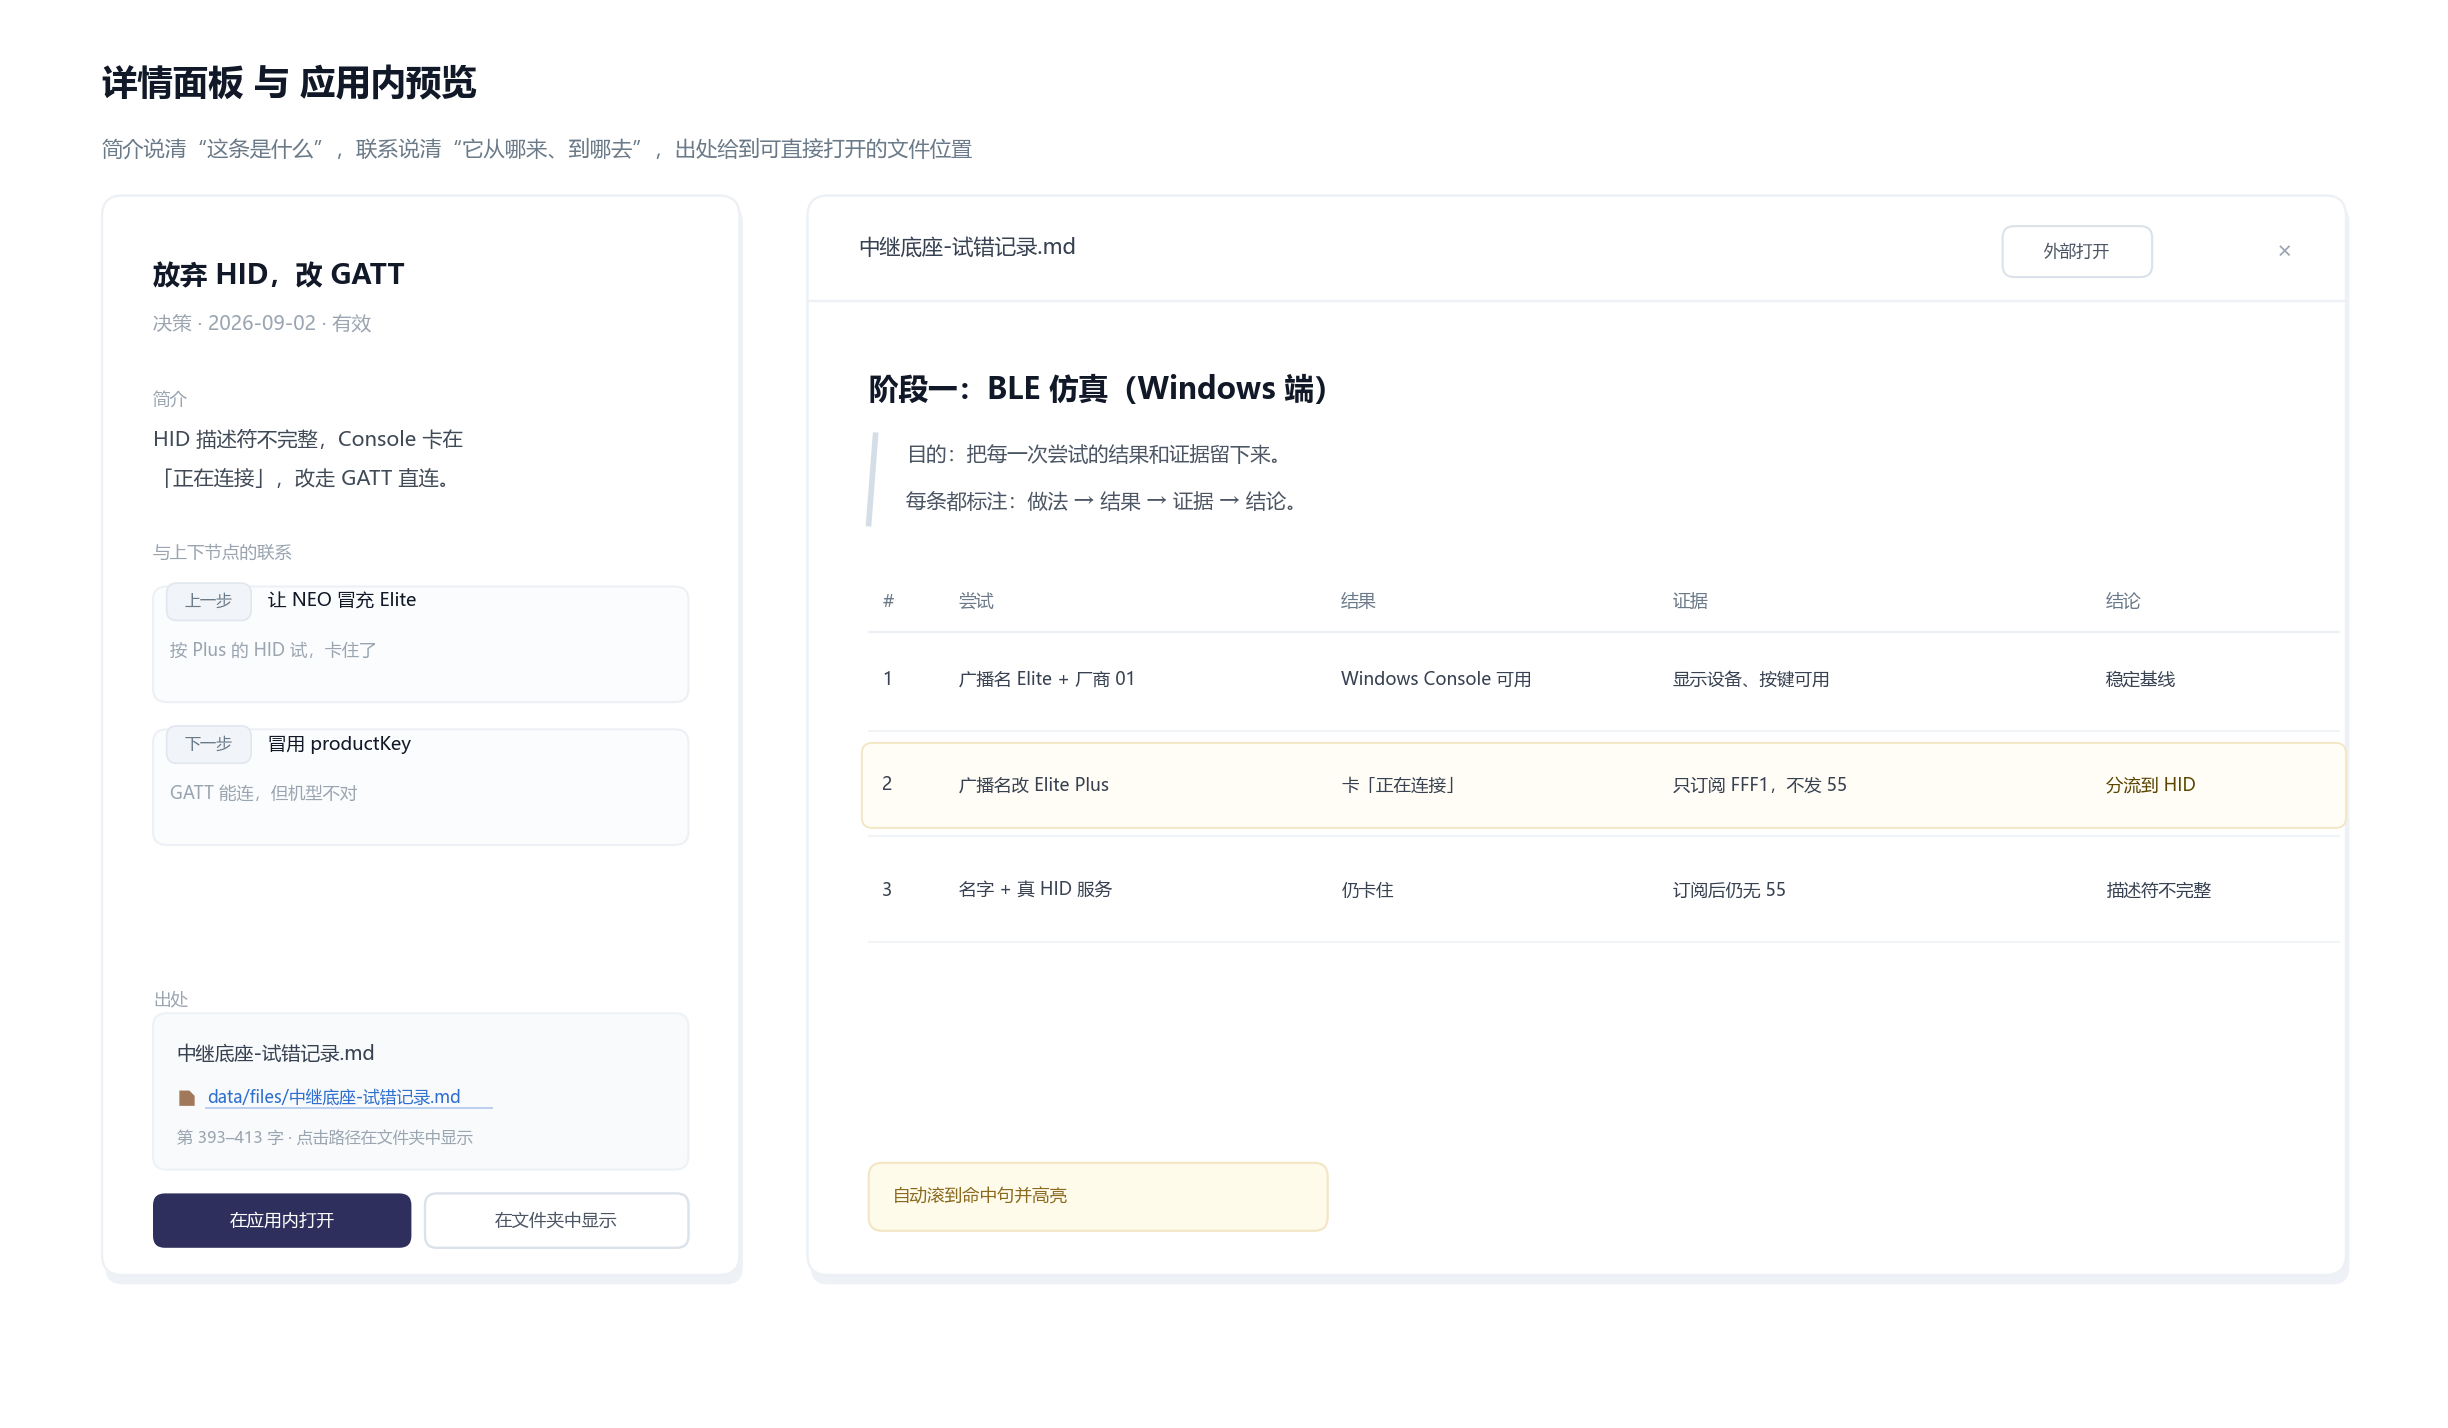 详情面板 与 应用内预览
简介说清“这条是什么”，联系说清“它从哪来、到哪去”，出处给到可直接打开的文件位置
放弃 HID，改 GATT
决策 · 2026-09-02 · 有效
简介
HID 描述符不完整，Console 卡在
「正在连接」，改走 GATT 直连。
与上下节点的联系
上一步 让 NEO 冒充 Elite
按 Plus 的 HID 试，卡住了
下一步 冒用 productKey
GATT 能连，但机型不对
出处
中继底座-试错记录.md
data/files/中继底座-试错记录.md
第 393–413 字 · 点击路径在文件夹中显示
在应用内打开 在文件夹中显示
中继底座-试错记录.md 外部打开 ×
阶段一：BLE 仿真（Windows 端）
目的：把每一次尝试的结果和证据留下来。
每条都标注：做法 → 结果 → 证据 → 结论。
# 尝试 结果 证据 结论
1 广播名 Elite + 厂商 01 Windows Console 可用 显示设备、按键可用 稳定基线
2 广播名改 Elite Plus 卡「正在连接」 只订阅 FFF1，不发 55 分流到 HID
3 名字 + 真 HID 服务 仍卡住 订阅后仍无 55 描述符不完整
自动滚到命中句并高亮